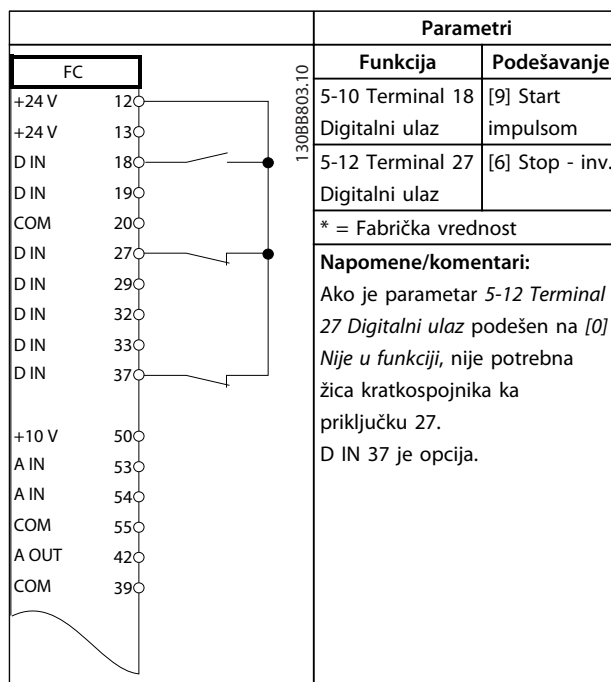 FC
+24 V 12
+24 V 13
D IN 18
D IN 19
COM 20
D IN 27
D IN 29
D IN 32
D IN 33
D IN 37
+10 V 50
A IN 53
A IN 54
COM 55
A OUT 42
COM 39
130BB803.10
Parametri
Funkcija Podešavanje
5-10 Terminal 18 [9] Start
Digitalni ulaz impulsom
5-12 Terminal 27 [6] Stop - inv.
Digitalni ulaz
* = Fabrička vrednost
Napomene/komentari:
Ako je parametar 5-12 Terminal
27 Digitalni ulaz podešen na [0]
Nije u funkciji, nije potrebna
žica kratkospojnika ka
priključku 27.
D IN 37 je opcija.